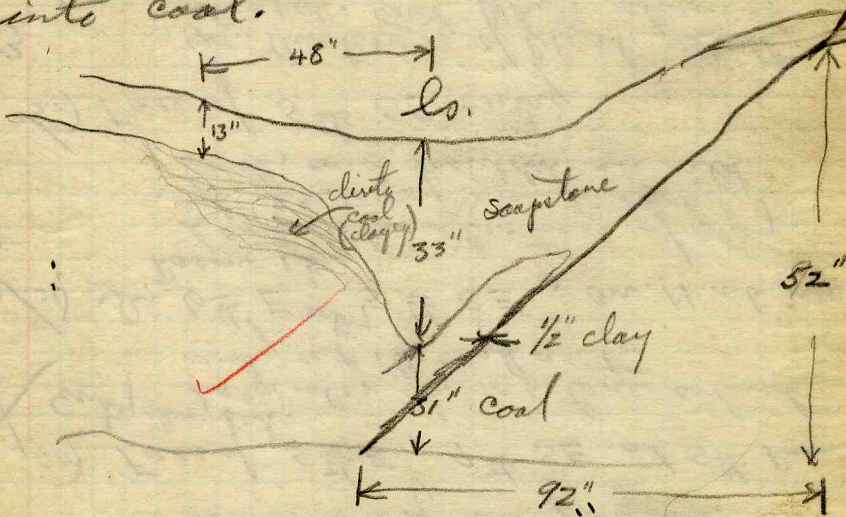 into coal.
48"
ls.
13"
dirty
coal
(clayey)
soapstone
33"
52"
1/2" clay
31" coal
92"